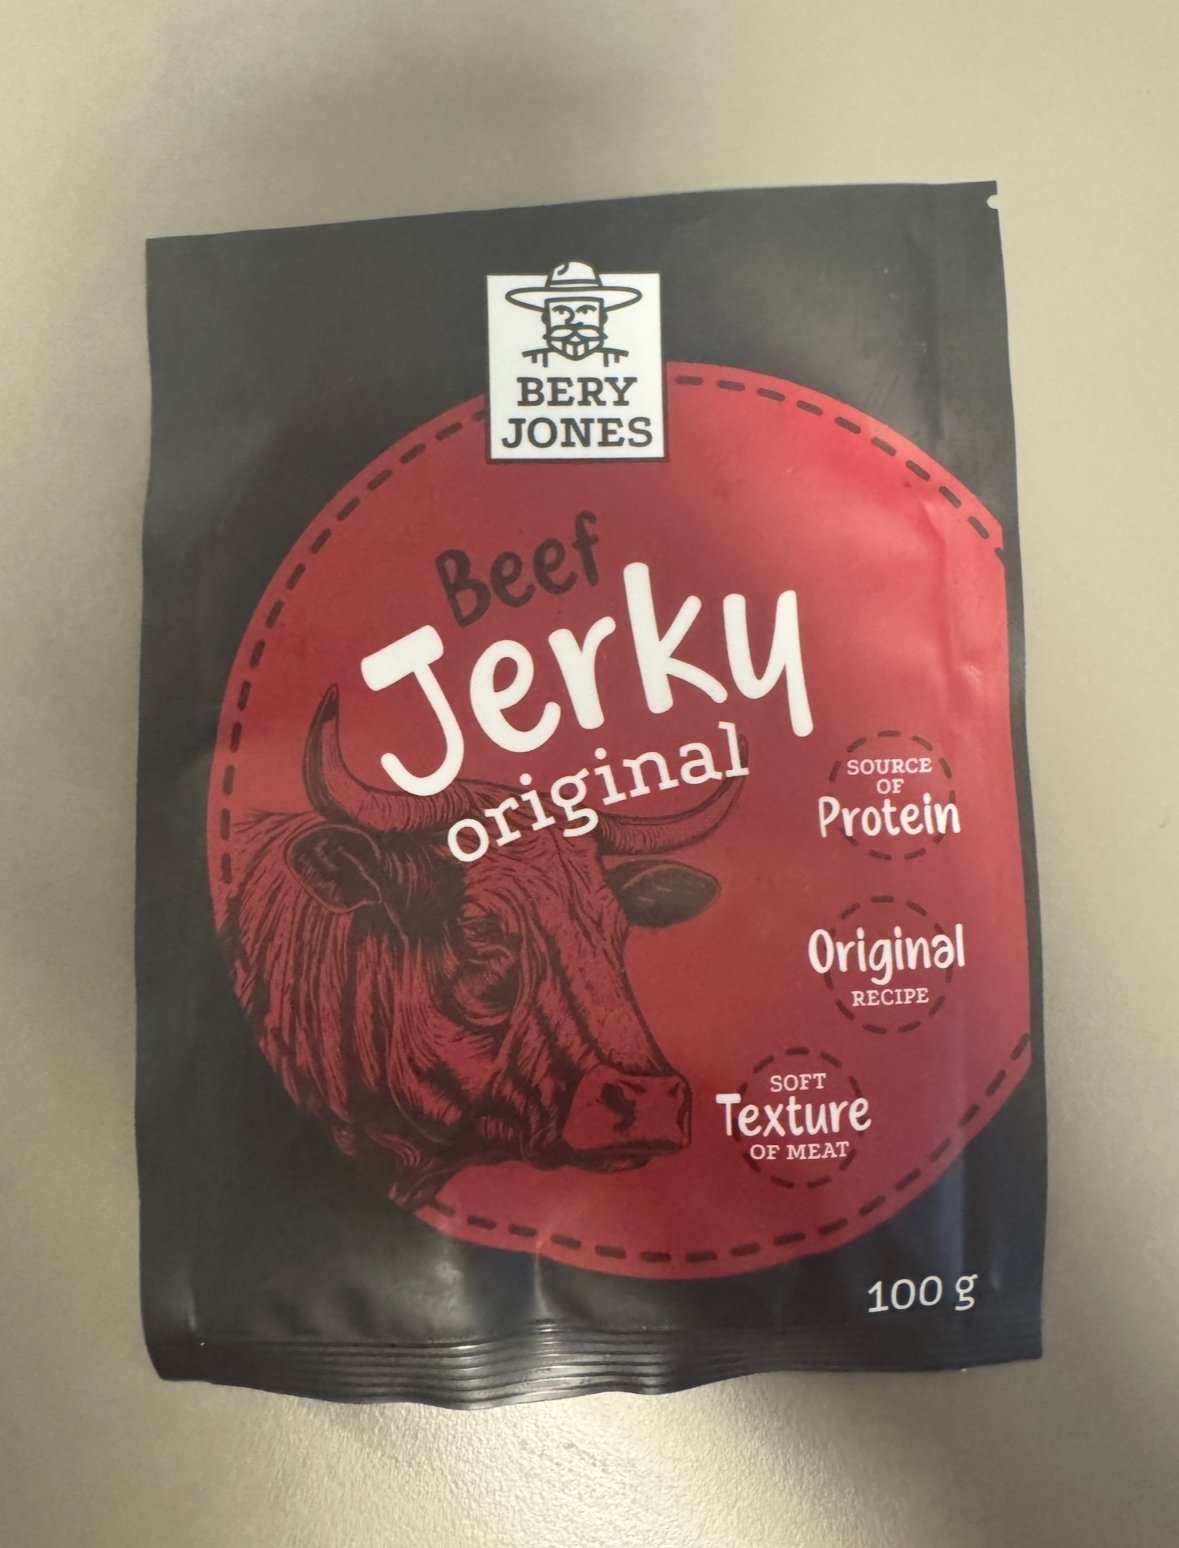 BERY
JONES
Beef
Jerky
original
SOURCE
OF
Protein
Original
RECIPE
SOFT
Texture
OF MEAT
100 g